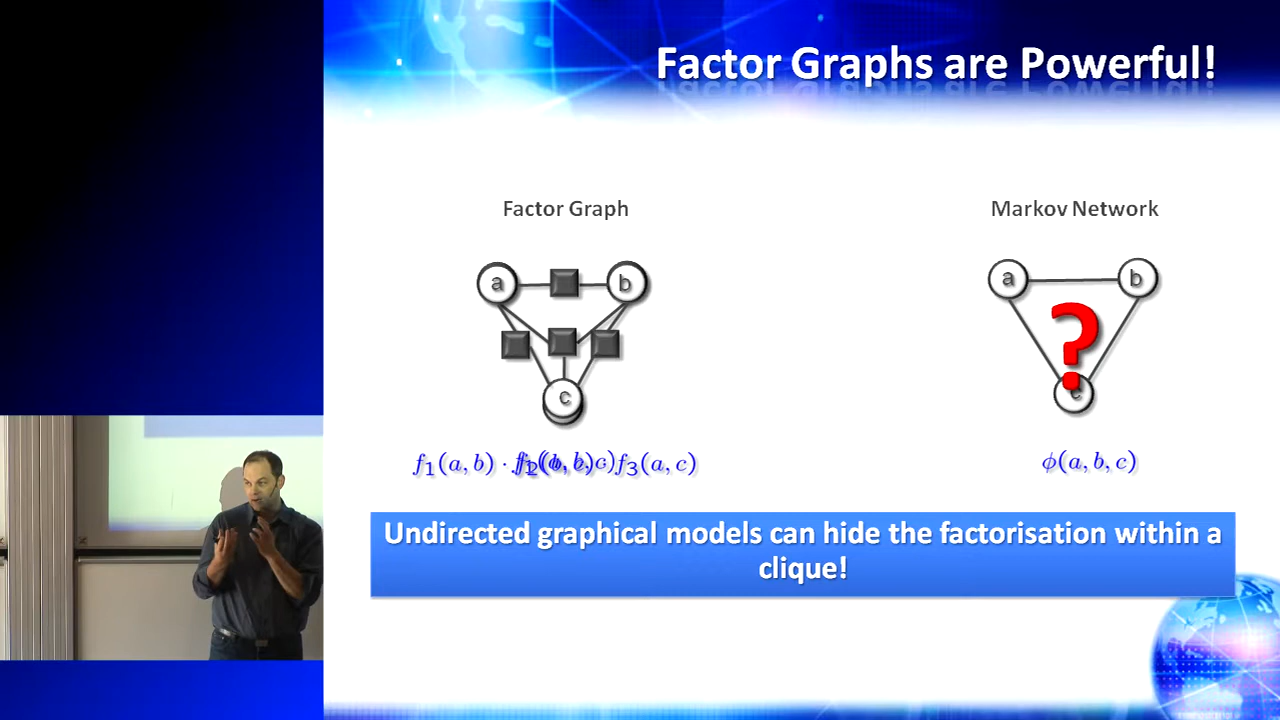 Factor Graphs are Powerful!
Factor Graph
Markov Network
a
b
c
a
b
c
f₁(a, b) ·
f₃(a, c)
ϕ(a, b, c)
Undirected graphical models can hide the factorisation within a
clique!